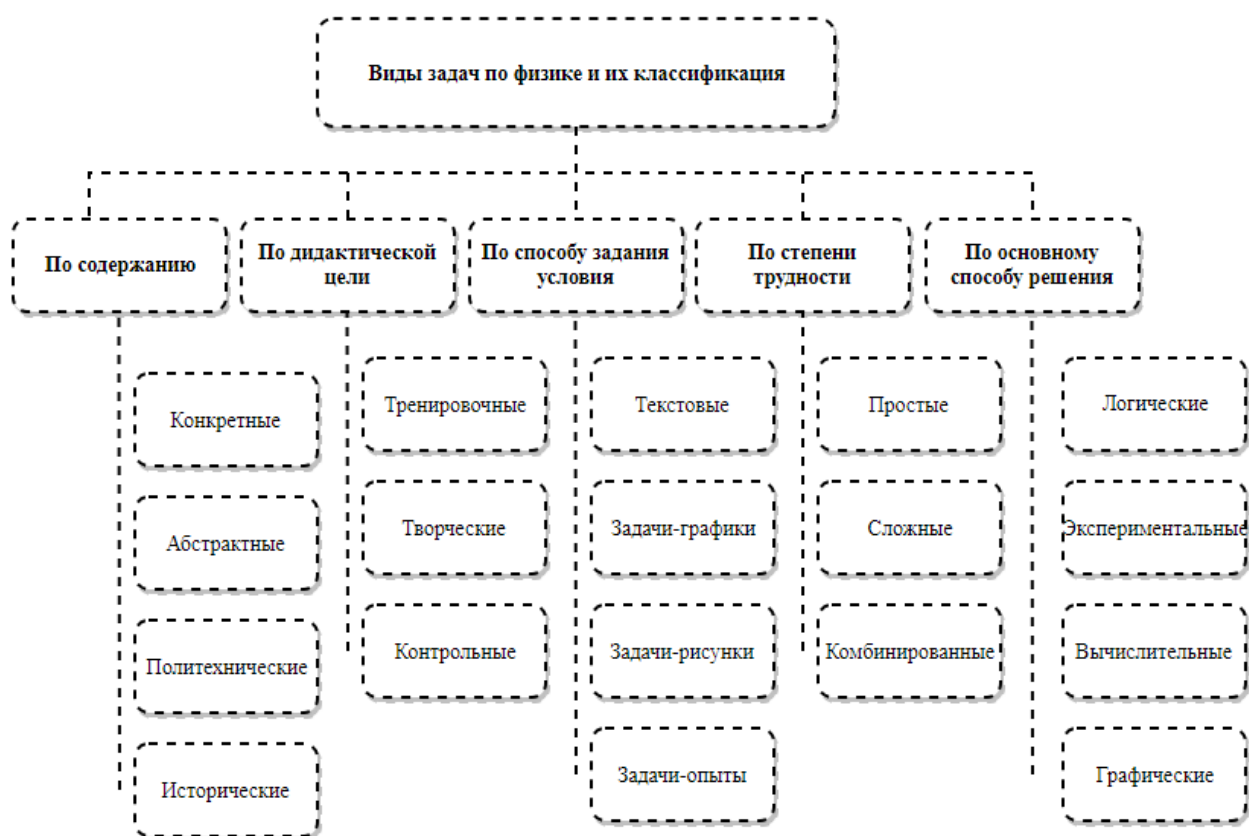 Виды задач по физике и их классификация
По содержанию
По дидактической
цели
По способу задания
условия
По степени
трудности
По основному
способу решения
Конкретные
Абстрактные
Политехнические
Исторические
Тренировочные
Творческие
Контрольные
Текстовые
Задачи-графики
Задачи-рисунки
Задачи-опыты
Простые
Сложные
Комбинированные
Логические
Экспериментальные
Вычислительные
Графические